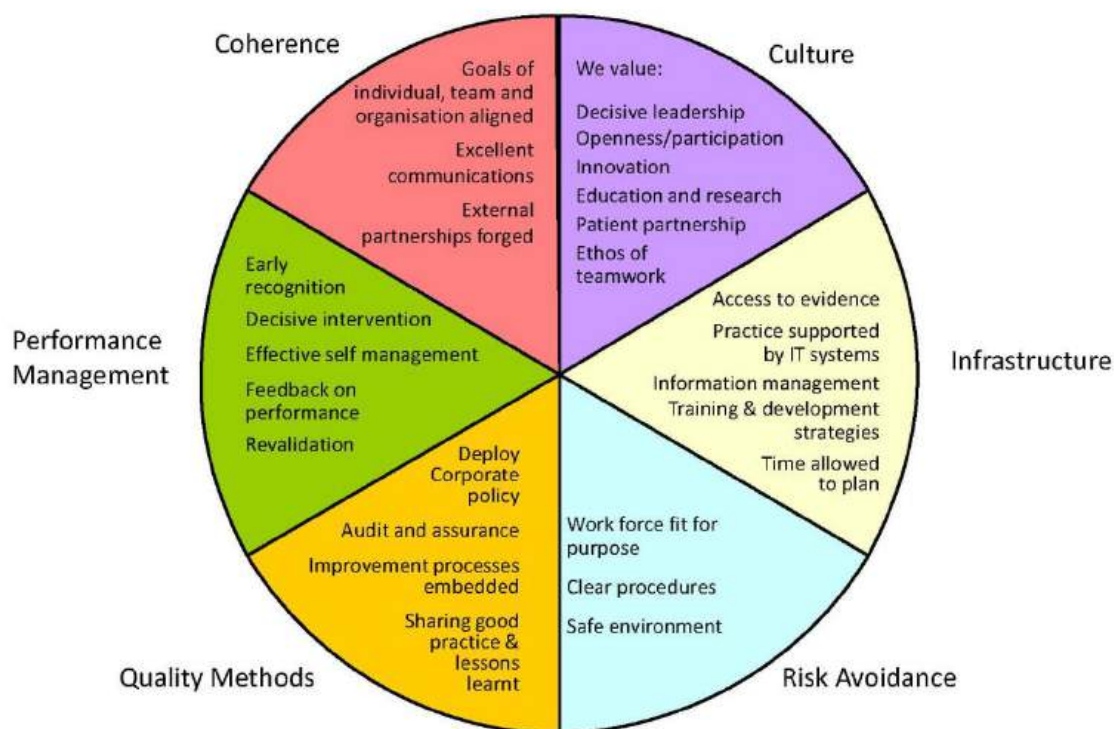 Coherence
Goals of
individual, team and
organisation aligned
Excellent
communications
External
partnerships forged
Culture
We value:
Decisive leadership
Openness/participation
Innovation
Education and research
Patient partnership
Ethos of
teamwork
Infrastructure
Access to evidence
Practice supported
by IT systems
Information management
Training & development
strategies
Time allowed
to plan
Risk Avoidance
Work force fit for
purpose
Clear procedures
Safe environment
Quality Methods
Deploy
Corporate
policy
Audit and assurance
Improvement processes
embedded
Sharing good
practice &
lessons
learnt
Performance
Management
Early
recognition
Decisive intervention
Effective self management
Feedback on
performance
Revalidation